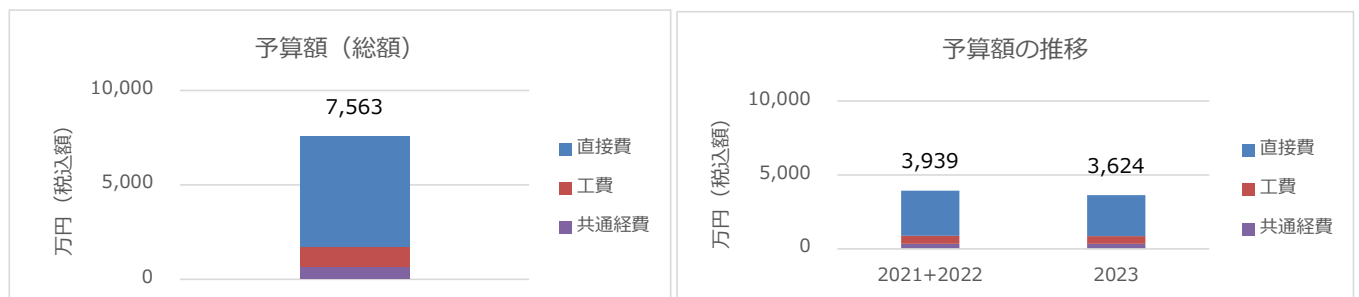 予算額（総額）
10,000
7,563
5,000
0
万円（税込額）
直接費
工費
共通経費
予算額の推移
10,000
5,000
0
万円（税込額）
3,939
3,624
2021+2022
2023
直接費
工費
共通経費